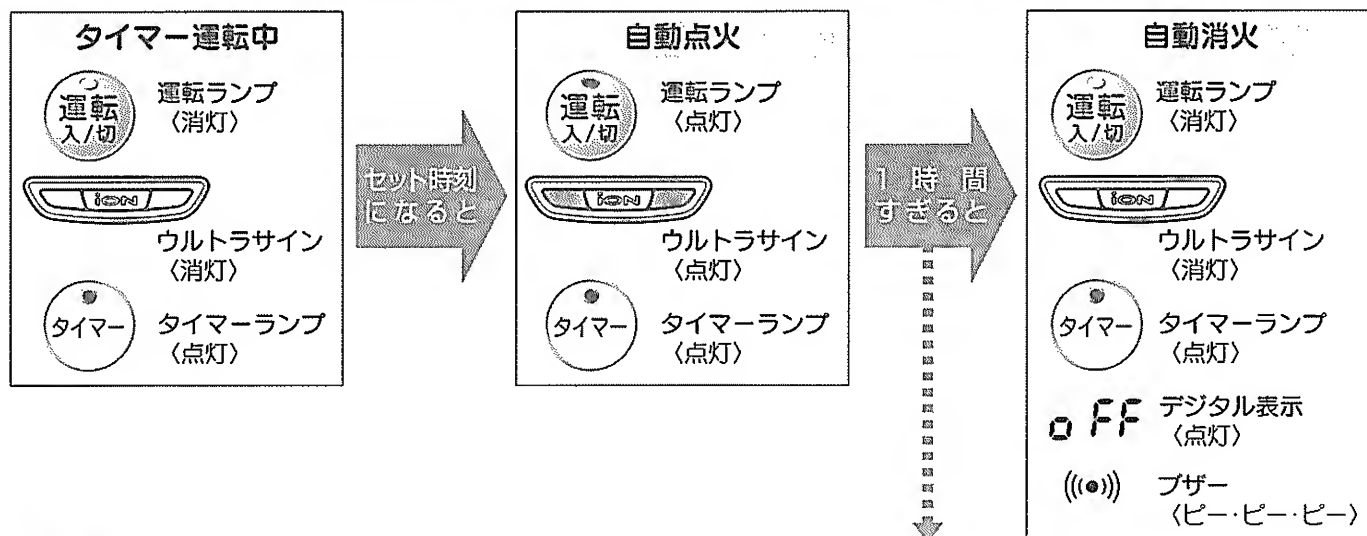 タイマー運転中
運転
入/切
運転ランプ
〈消灯〉
iON
ウルトラサイン
〈消灯〉
タイマー
タイマーランプ
〈点灯〉
セット時刻
になると
自動点火
運転
入/切
運転ランプ
〈点灯〉
iON
ウルトラサイン
〈点灯〉
タイマー
タイマーランプ
〈点灯〉
1時間
すぎると
自動消火
運転
入/切
運転ランプ
〈消灯〉
iON
ウルトラサイン
〈消灯〉
タイマー
タイマーランプ
〈点灯〉
oFF
デジタル表示
〈点灯〉
ブザー
〈ピー・ピー・ピー〉